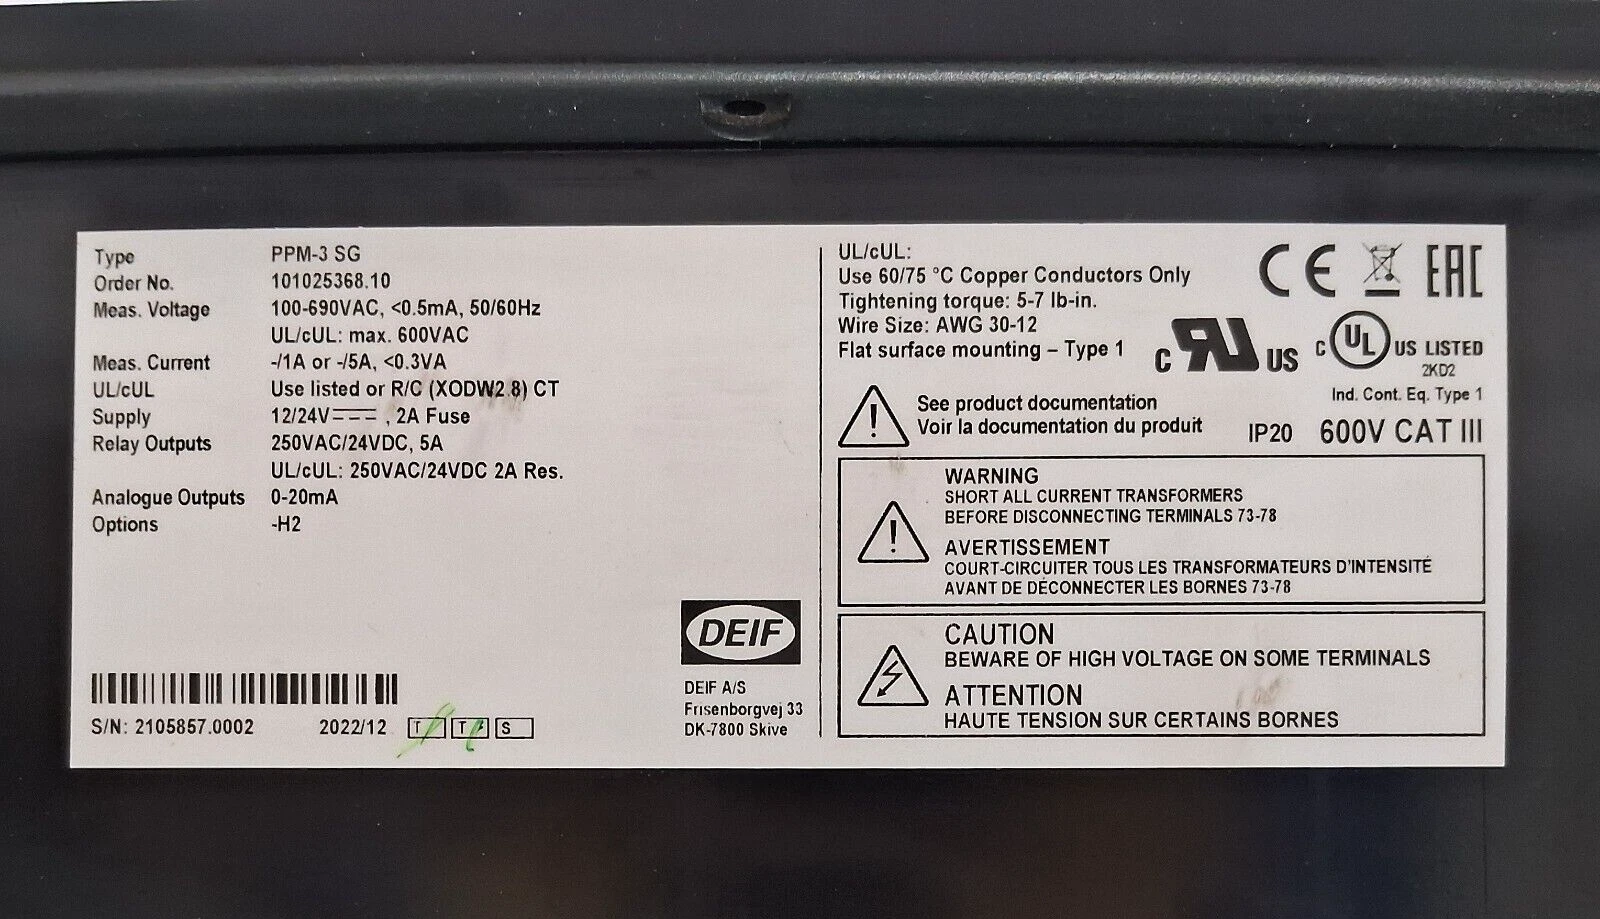 Type PPM-3 SG
Order No. 101025368.10
Meas. Voltage 100-690VAC, <0.5mA, 50/60Hz
UL/cUL: max. 600VAC
Meas. Current -/1A or -/5A, <0.3VA
UL/cUL Use listed or R/C (XODW2.8) CT
Supply 12/24V⎓, 2A Fuse
Relay Outputs 250VAC/24VDC, 5A
UL/cUL: 250VAC/24VDC 2A Res.
Analogue Outputs 0-20mA
Options -H2
S/N: 2105857.0002 2022/12 T T S
DEIF
DEIF A/S
Frisenborgvej 33
DK-7800 Skive
UL/cUL:
Use 60/75 °C Copper Conductors Only
Tightening torque: 5-7 lb-in.
Wire Size: AWG 30-12
Flat surface mounting – Type 1
CE EAC
c RU US
c UL US LISTED
2KD2
Ind. Cont. Eq. Type 1
IP20 600V CAT III
See product documentation
Voir la documentation du produit
WARNING
SHORT ALL CURRENT TRANSFORMERS
BEFORE DISCONNECTING TERMINALS 73-78
AVERTISSEMENT
COURT-CIRCUITER TOUS LES TRANSFORMATEURS D'INTENSITÉ
AVANT DE DÉCONNECTER LES BORNES 73-78
CAUTION
BEWARE OF HIGH VOLTAGE ON SOME TERMINALS
ATTENTION
HAUTE TENSION SUR CERTAINS BORNES